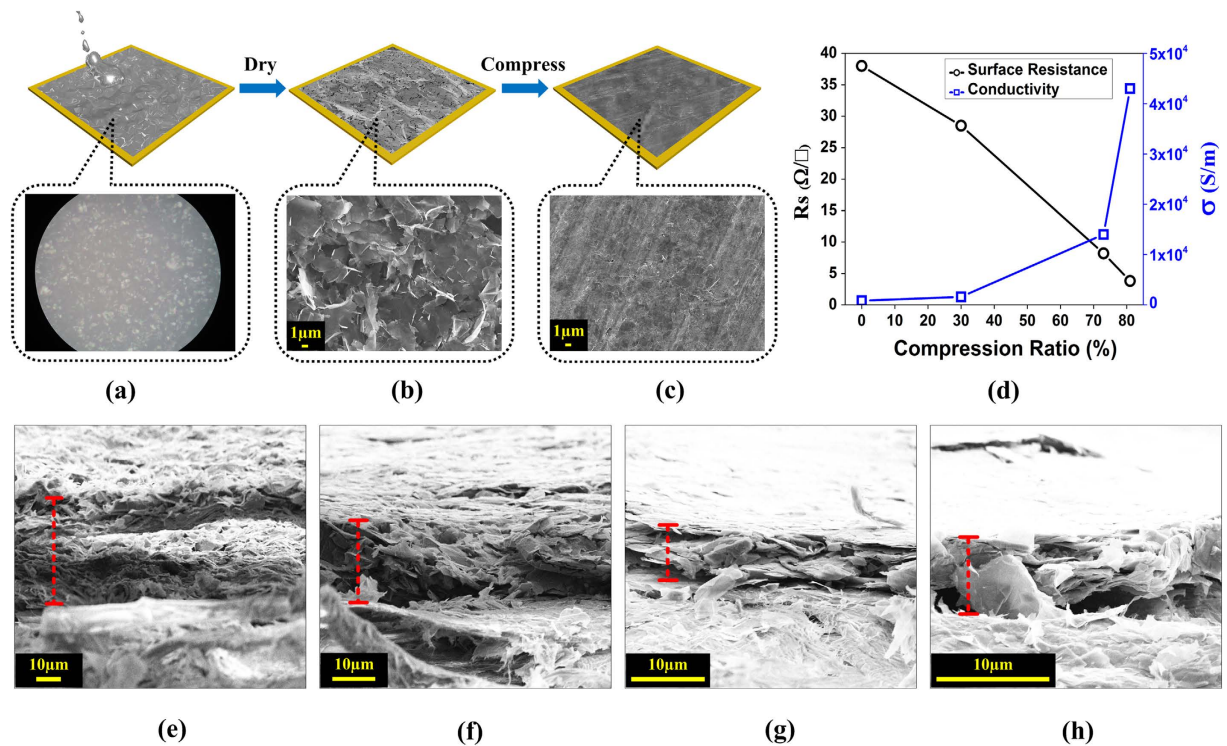 Dry
Compress
1μm
1μm
(a)
(b)
(c)
40
35
30
25
20
15
10
5
0
Rs (Ω/□)
Surface Resistance
Conductivity
5x10⁴
4x10⁴
3x10⁴
2x10⁴
1x10⁴
0
σ (S/m)
0 10 20 30 40 50 60 70 80
Compression Ratio (%)
(d)
10μm
10μm
10μm
10μm
(e)
(f)
(g)
(h)